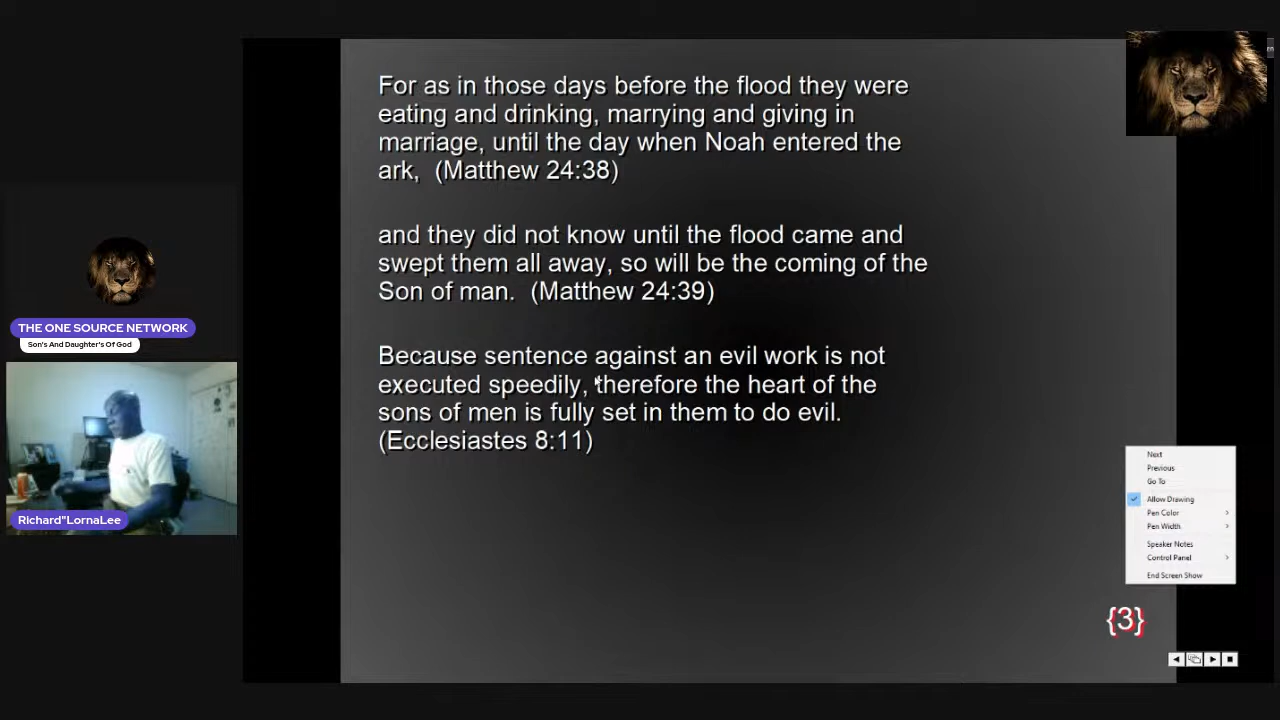 For as in those days before the flood they were
eating and drinking, marrying and giving in
marriage, until the day when Noah entered the
ark,  (Matthew 24:38)
and they did not know until the flood came and
swept them all away, so will be the coming of the
Son of man.  (Matthew 24:39)
Because sentence against an evil work is not
executed speedily, therefore the heart of the
sons of men is fully set in them to do evil.
(Ecclesiastes 8:11)
THE ONE SOURCE NETWORK
Son's And Daughter's Of God
Richard"LornaLee
Next
Previous
Go To
Allow Drawing
Pen Color
Pen Width
Speaker Notes
Control Panel
End Screen Show
{3}